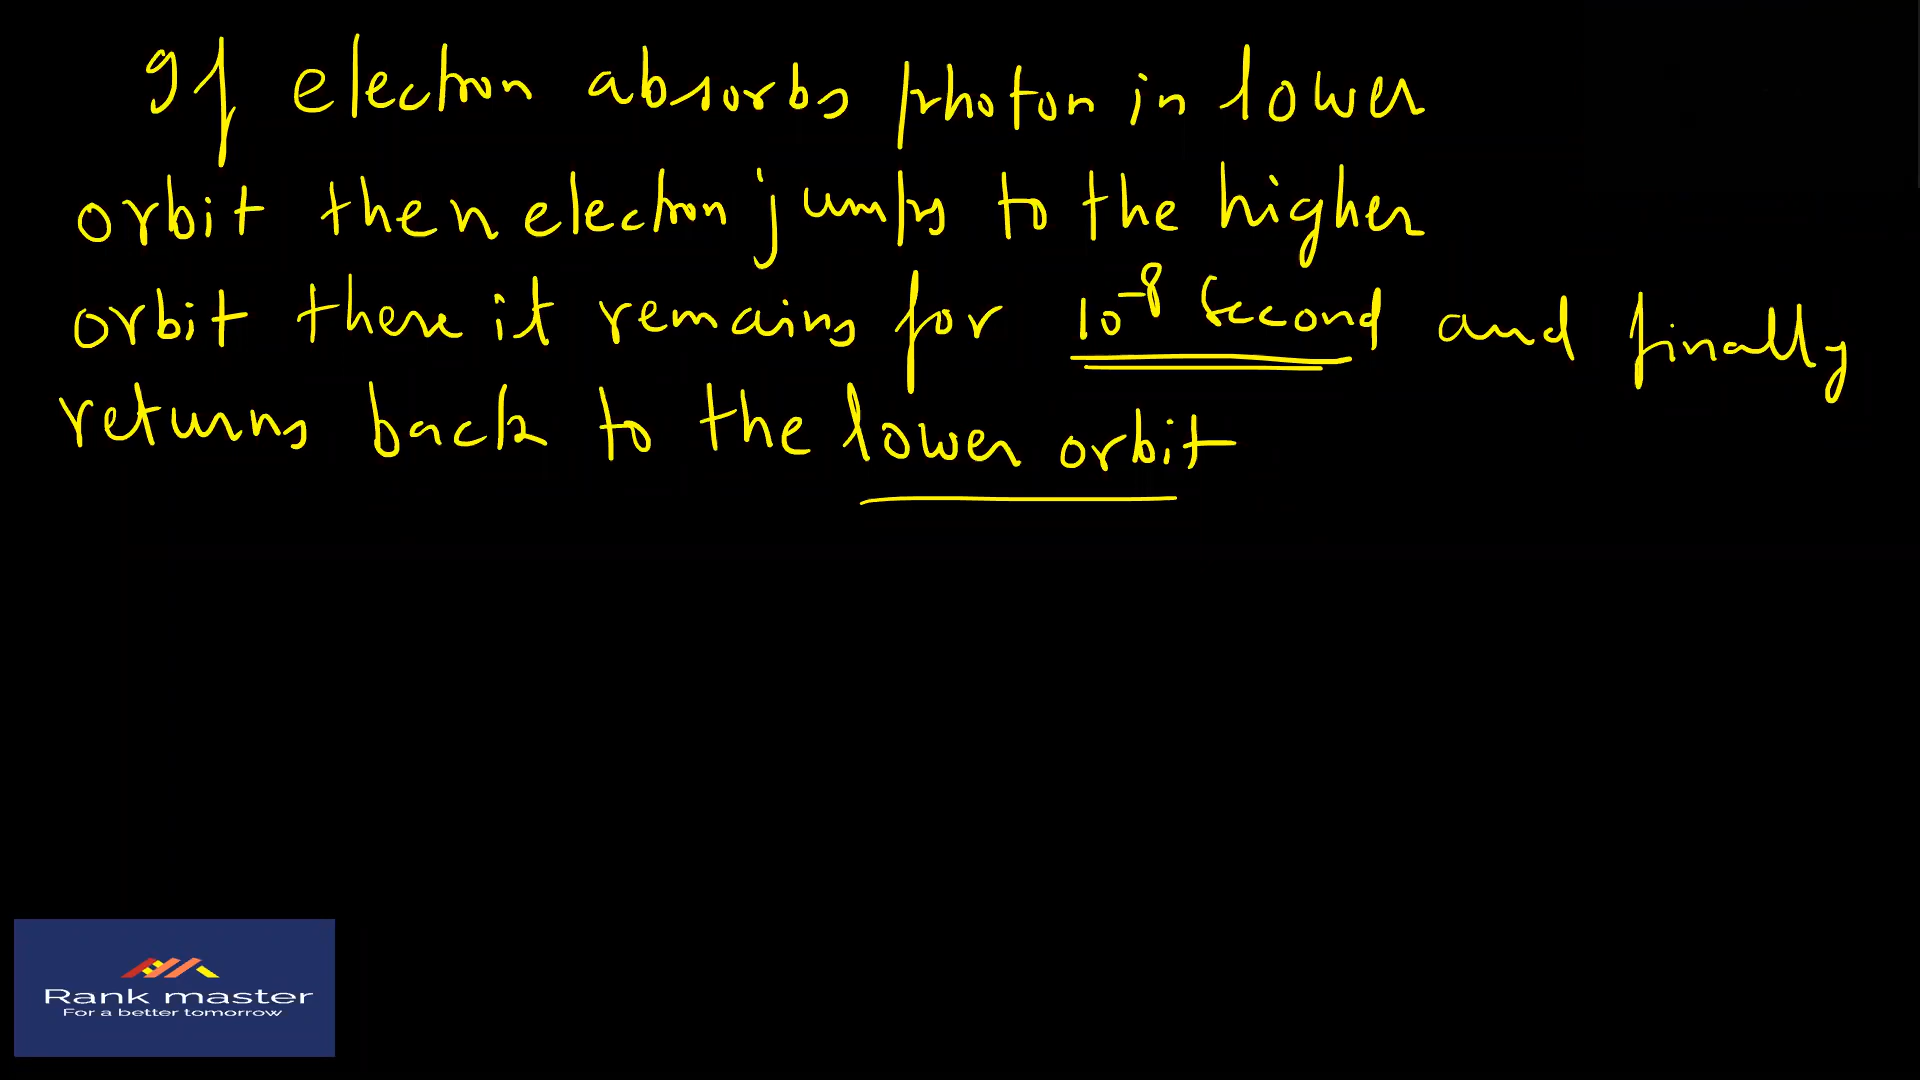 If electron absorbs photon in lower
orbit then electron jumps to the higher
orbit there it remains for 10⁻⁸ second and finally
returns back to the lower orbit
Rank master
For a better tomorrow